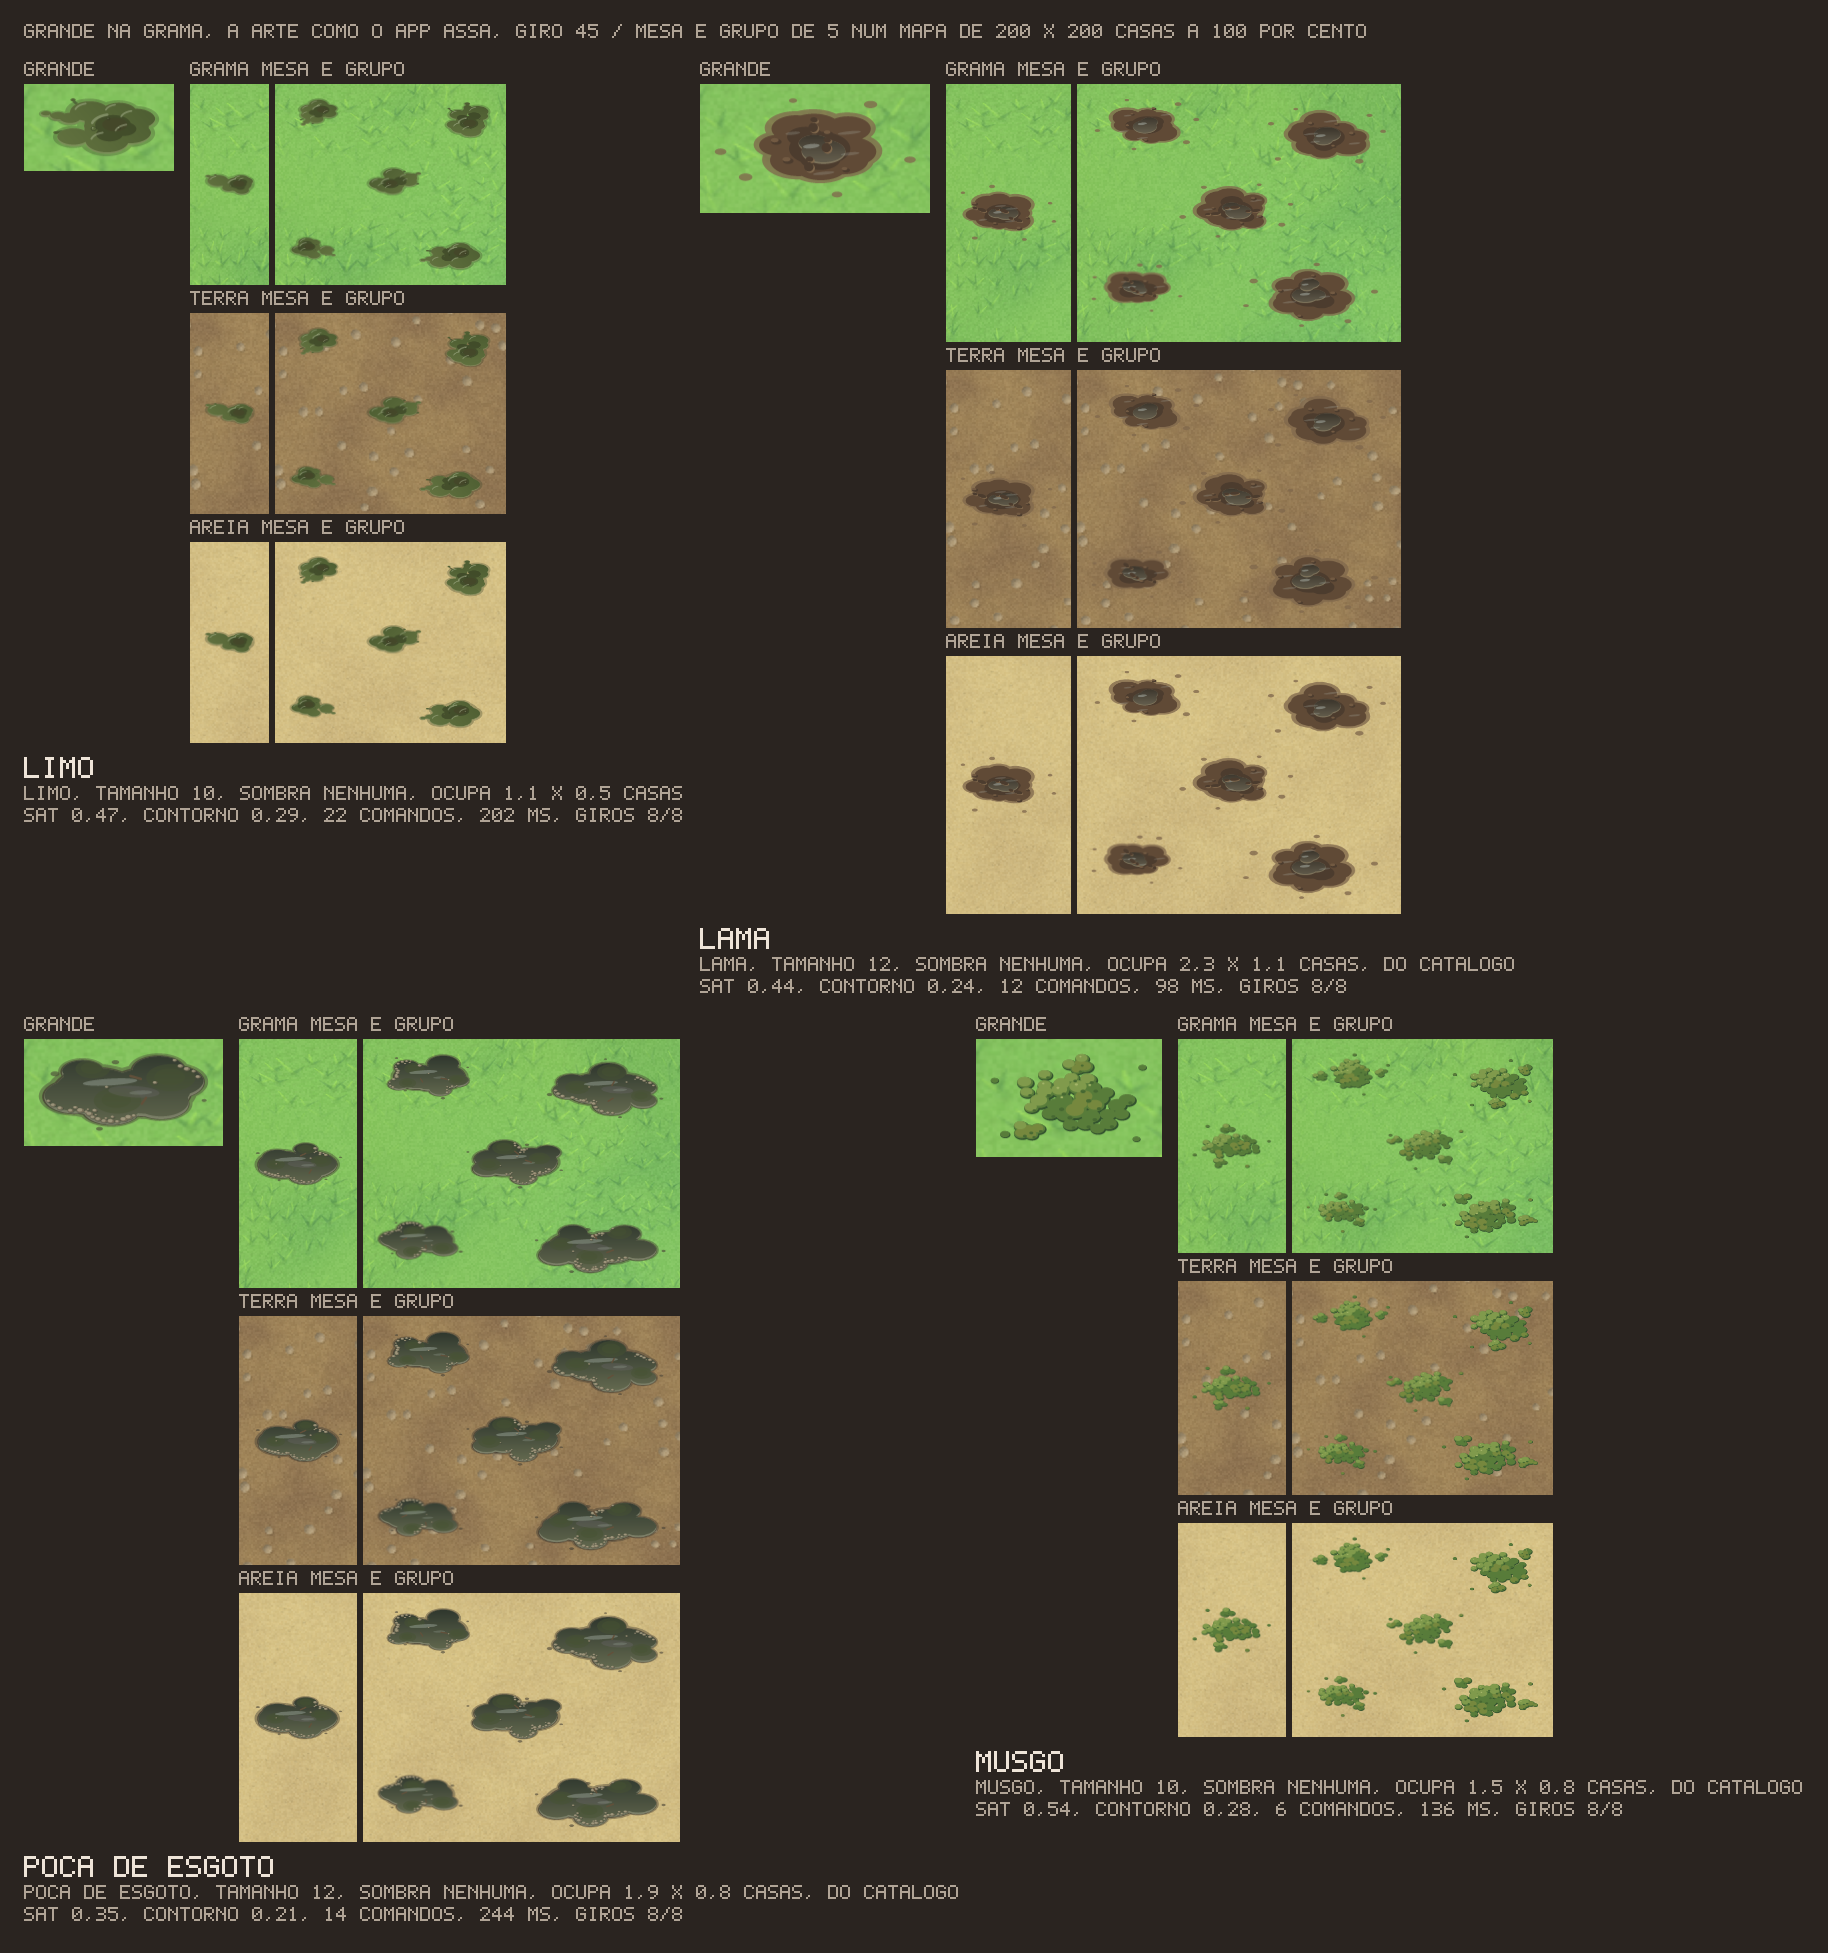 GRANDE NA GRAMA, A ARTE COMO O APP ASSA, GIRO 45 / MESA E GRUPO DE 5 NUM MAPA DE 200 X 200 CASAS A 100 POR CENTO
GRANDE
GRAMA MESA E GRUPO
TERRA MESA E GRUPO
AREIA MESA E GRUPO
LIMO
LIMO, TAMANHO 10, SOMBRA NENHUMA, OCUPA 1,1 X 0,5 CASAS
SAT 0,47, CONTORNO 0,29, 22 COMANDOS, 202 MS, GIROS 8/8
GRANDE
GRAMA MESA E GRUPO
TERRA MESA E GRUPO
AREIA MESA E GRUPO
LAMA
LAMA, TAMANHO 12, SOMBRA NENHUMA, OCUPA 2,3 X 1,1 CASAS, DO CATALOGO
SAT 0,44, CONTORNO 0,24, 12 COMANDOS, 98 MS, GIROS 8/8
GRANDE
GRAMA MESA E GRUPO
TERRA MESA E GRUPO
AREIA MESA E GRUPO
POCA DE ESGOTO
POCA DE ESGOTO, TAMANHO 12, SOMBRA NENHUMA, OCUPA 1,9 X 0,8 CASAS, DO CATALOGO
SAT 0,35, CONTORNO 0,21, 14 COMANDOS, 244 MS, GIROS 8/8
GRANDE
GRAMA MESA E GRUPO
TERRA MESA E GRUPO
AREIA MESA E GRUPO
MUSGO
MUSGO, TAMANHO 10, SOMBRA NENHUMA, OCUPA 1,5 X 0,8 CASAS, DO CATALOGO
SAT 0,54, CONTORNO 0,28, 6 COMANDOS, 136 MS, GIROS 8/8